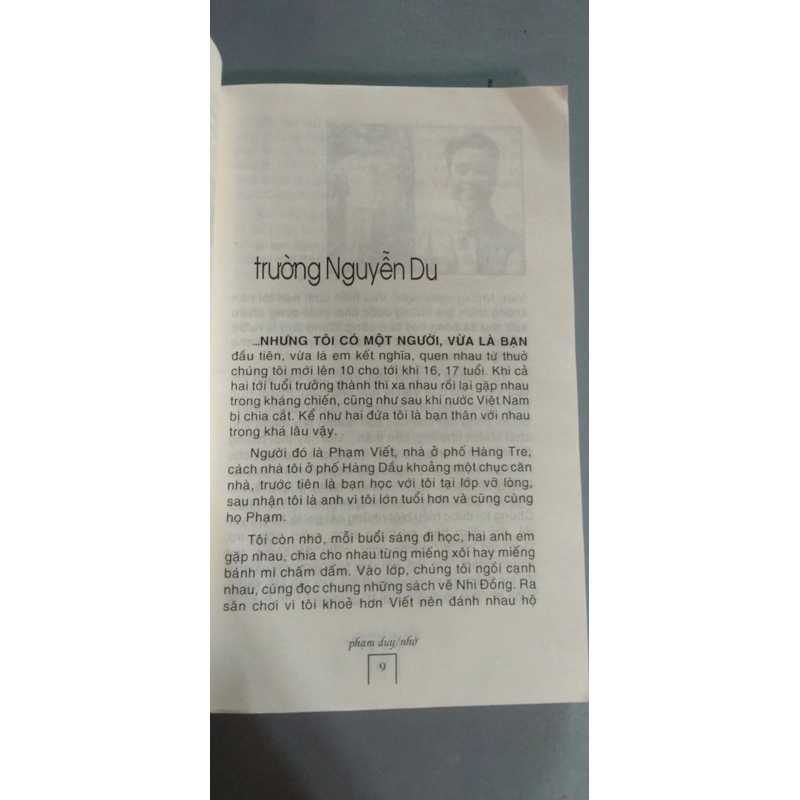 trường Nguyễn Du
...NHƯNG TÔI CÓ MỘT NGƯỜI, VỪA LÀ BẠN
đầu tiên, vừa là em kết nghĩa, quen nhau từ thuở
chúng tôi mới lên 10 cho tới khi 16, 17 tuổi. Khi cả
hai tới tuổi trưởng thành thì xa nhau rồi lại gặp nhau
trong kháng chiến, cũng như sau khi nước Việt Nam
bị chia cắt. Kể như hai đứa tôi là bạn thân với nhau
trong khá lâu vậy.
Người đó là Phạm Viết, nhà ở phố Hàng Tre,
cách nhà tôi ở phố Hàng Dầu khoảng một chục căn
nhà, trước tiên là bạn học với tôi tại lớp vỡ lòng,
sau nhận tôi là anh vì tôi lớn tuổi hơn và cũng cùng
họ Phạm.
Tôi còn nhớ, mỗi buổi sáng đi học, hai anh em
gặp nhau, chia cho nhau từng miếng xôi hay miếng
bánh mì chấm dấm. Vào lớp, chúng tôi ngồi cạnh
nhau, cùng đọc chung những sách vẽ Nhi Đồng. Ra
sân chơi vì tôi khoẻ hơn Viết nên đánh nhau hộ
phạm duy/nhớ
9